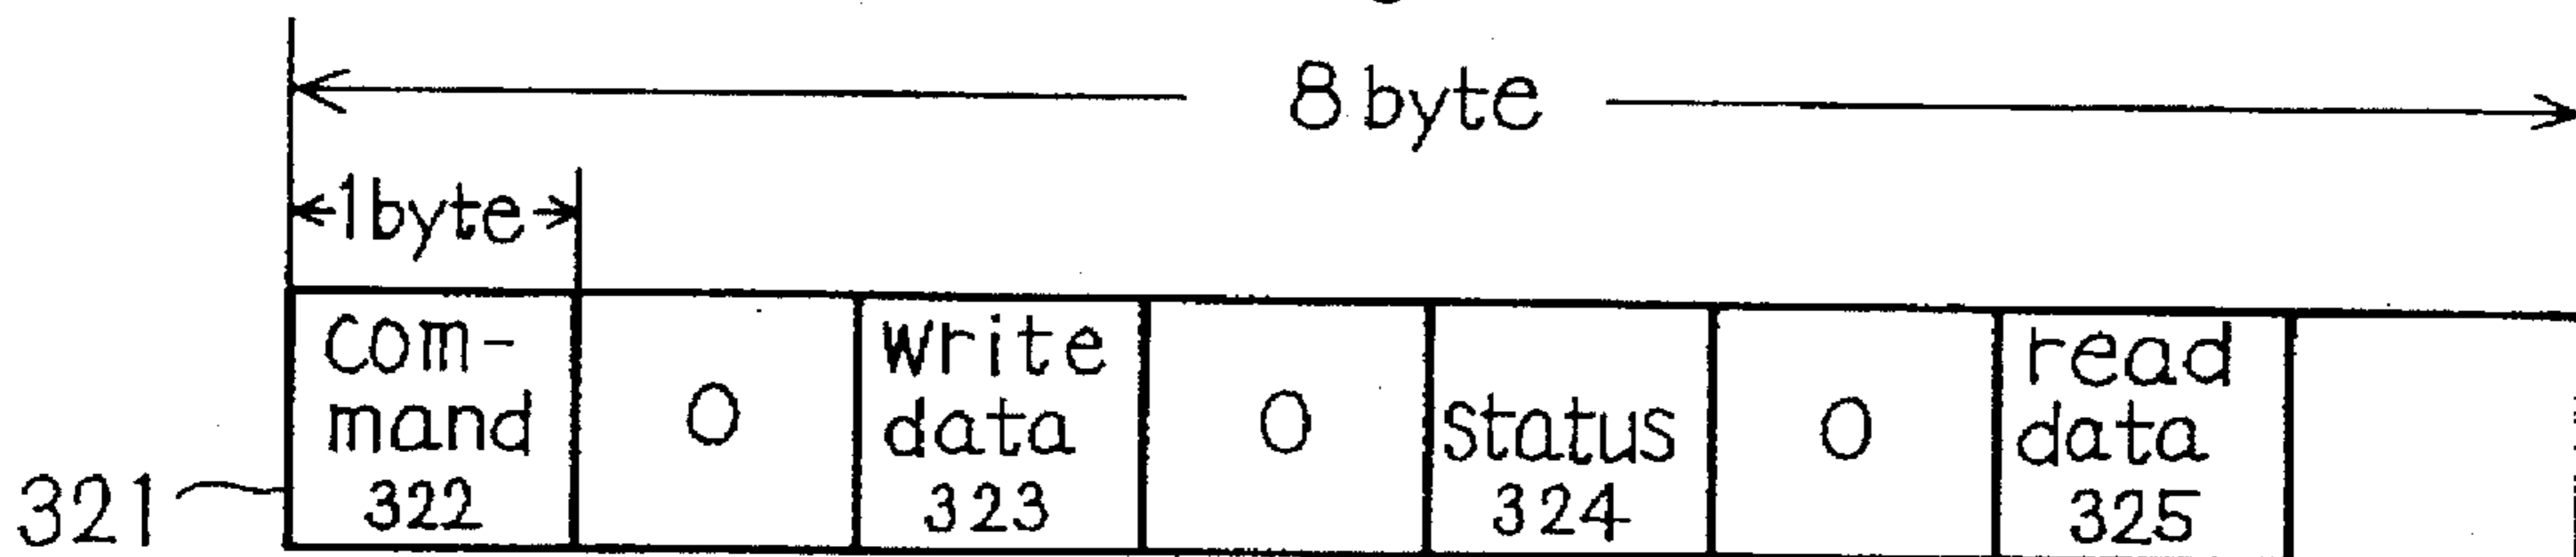 8 byte
1byte
com-
mand
322
0
write
data
323
0
status
324
0
read
data
325
321